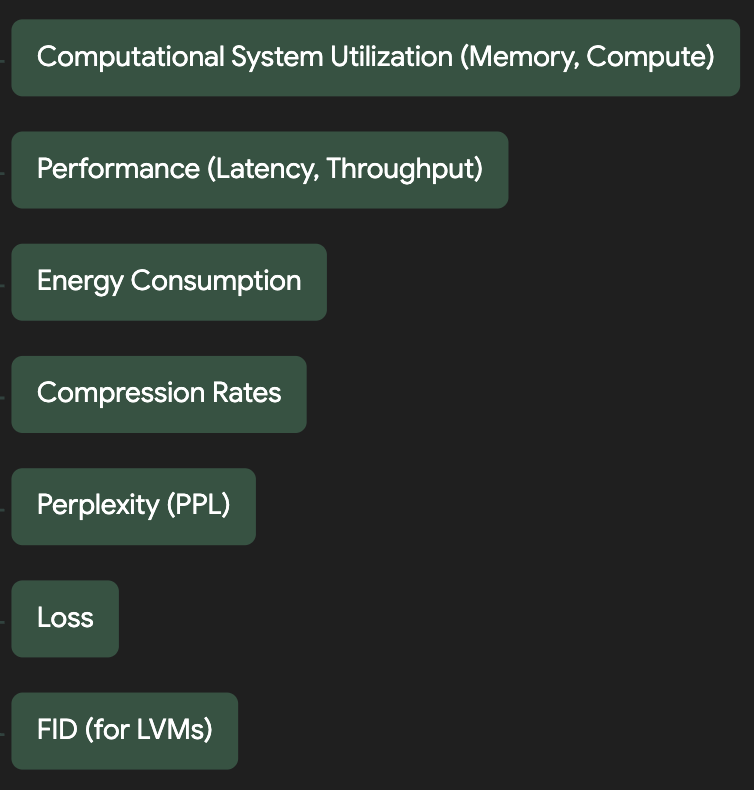 Computational System Utilization (Memory, Compute)
Performance (Latency, Throughput)
Energy Consumption
Compression Rates
Perplexity (PPL)
Loss
FID (for LVMs)